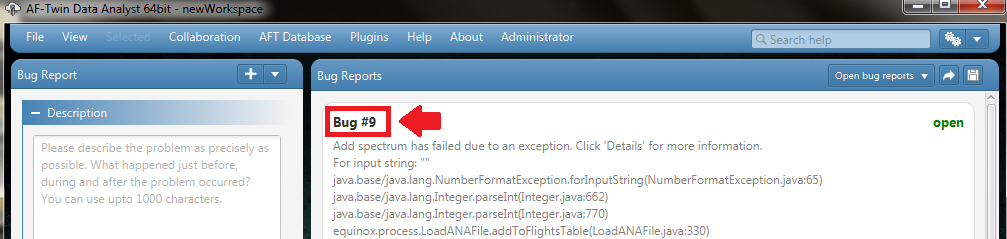 AF-Twin Data Analyst 64bit - newWorkspace
File View Selected Collaboration AFT Database Plugins Help About Administrator Search help
Bug Report
Bug Reports Open bug reports
Description
Please describe the problem as precisely as
possible. What happened just before,
during and after the problem occurred?
You can use upto 1000 characters.
Bug #9 open
Add spectrum has failed due to an exception. Click 'Details' for more information.
For input string: ""
java.base/java.lang.NumberFormatException.forInputString(NumberFormatException.java:65)
java.base/java.lang.Integer.parseInt(Integer.java:662)
java.base/java.lang.Integer.parseInt(Integer.java:770)
equinox.process.LoadANAFile.addToFlightsTable(LoadANAFile.java:330)